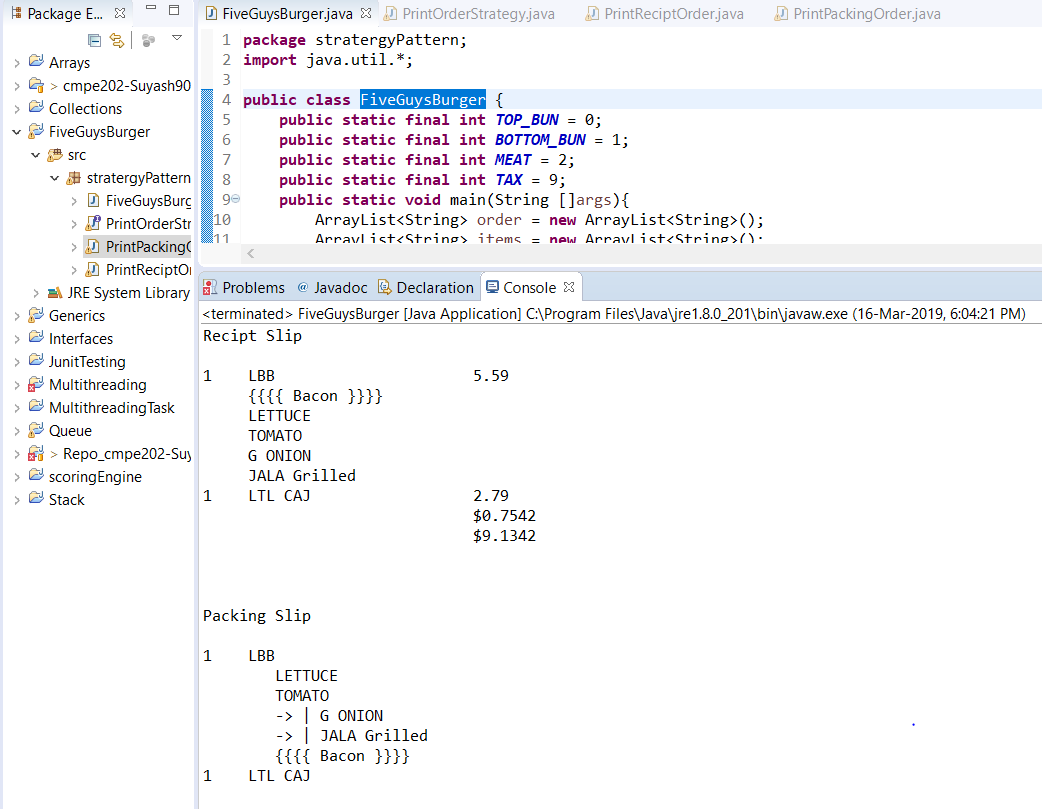 Package E...
Arrays
> cmpe202-Suyash90
Collections
FiveGuysBurger
src
stratergyPattern
FiveGuysBurg
PrintOrderStr
PrintPackingO
PrintReciptOr
JRE System Library
Generics
Interfaces
JunitTesting
Multithreading
MultithreadingTask
Queue
> Repo_cmpe202-Suy
scoringEngine
Stack
FiveGuysBurger.java PrintOrderStrategy.java PrintReciptOrder.java PrintPackingOrder.java
1 package stratergyPattern;
2 import java.util.*;
3
4 public class FiveGuysBurger {
5 public static final int TOP_BUN = 0;
6 public static final int BOTTOM_BUN = 1;
7 public static final int MEAT = 2;
8 public static final int TAX = 9;
9 public static void main(String []args){
10 ArrayList<String> order = new ArrayList<String>();
11 ArrayList<String> items = new ArrayList<String>();
Problems @ Javadoc Declaration Console
<terminated> FiveGuysBurger [Java Application] C:\Program Files\Java\jre1.8.0_201\bin\javaw.exe (16-Mar-2019, 6:04:21 PM)
Recipt Slip
1 LBB 5.59
{{{{ Bacon }}}}
LETTUCE
TOMATO
G ONION
JALA Grilled
1 LTL CAJ 2.79
$0.7542
$9.1342
Packing Slip
1 LBB
LETTUCE
TOMATO
-> | G ONION
-> | JALA Grilled
{{{{ Bacon }}}}
1 LTL CAJ